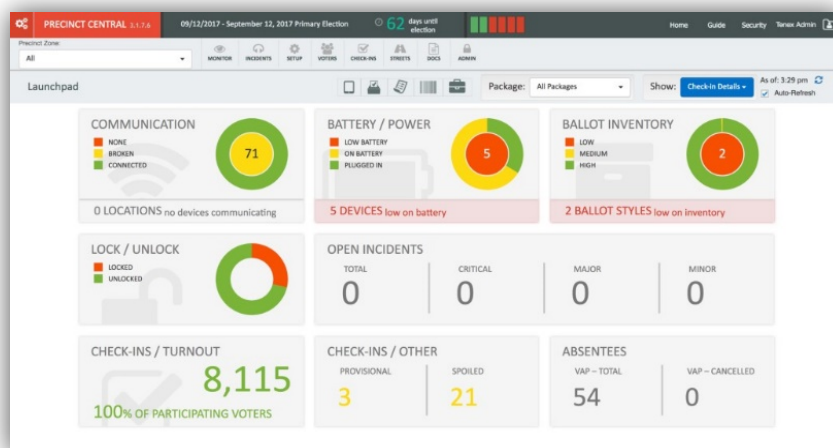 PRECINCT CENTRAL 3.1.7.6
09/12/2017 - September 12, 2017 Primary Election
62 days until election
Home Guide Security Tenex Admin
Precinct Zone:
All
MONITOR INCIDENTS SETUP VOTERS CHECK-INS STREETS DOCS ADMIN
Launchpad
Package: All Packages
Show: Check-in Details
As of: 3:29 pm
Auto-Refresh
COMMUNICATION
NONE
BROKEN
CONNECTED
71
0 LOCATIONS no devices communicating
BATTERY / POWER
LOW BATTERY
ON BATTERY
PLUGGED IN
5
5 DEVICES low on battery
BALLOT INVENTORY
LOW
MEDIUM
HIGH
2
2 BALLOT STYLES low on inventory
LOCK / UNLOCK
LOCKED
UNLOCKED
OPEN INCIDENTS
TOTAL CRITICAL MAJOR MINOR
0 0 0 0
CHECK-INS / TURNOUT
8,115
100% OF PARTICIPATING VOTERS
CHECK-INS / OTHER
PROVISIONAL SPOILED
3 21
ABSENTEES
VAP – TOTAL VAP – CANCELLED
54 0